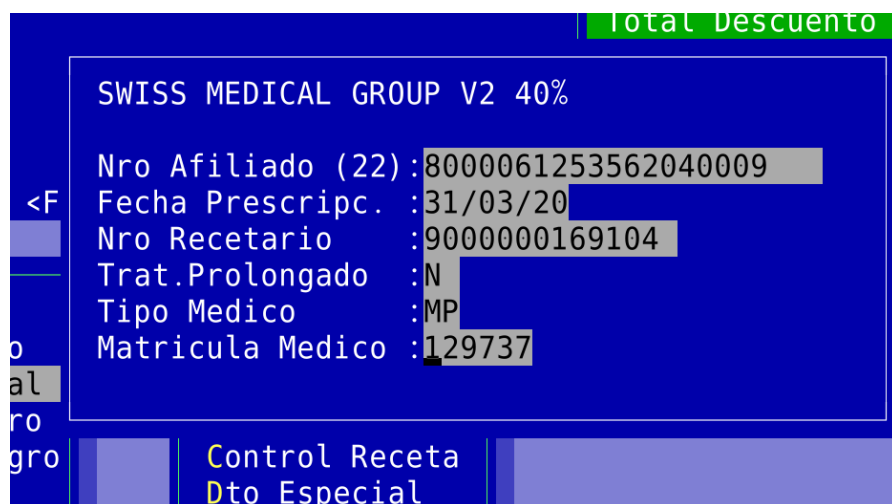 Total Descuento
SWISS MEDICAL GROUP V2 40%
Nro Afiliado (22):8000061253562040009
<F
Fecha Prescripc. :31/03/20
Nro Recetario :9000000169104
Trat.Prolongado :N
Tipo Medico :MP
o
Matricula Medico :129737
al
ro
gro
Control Receta
Dto Especial